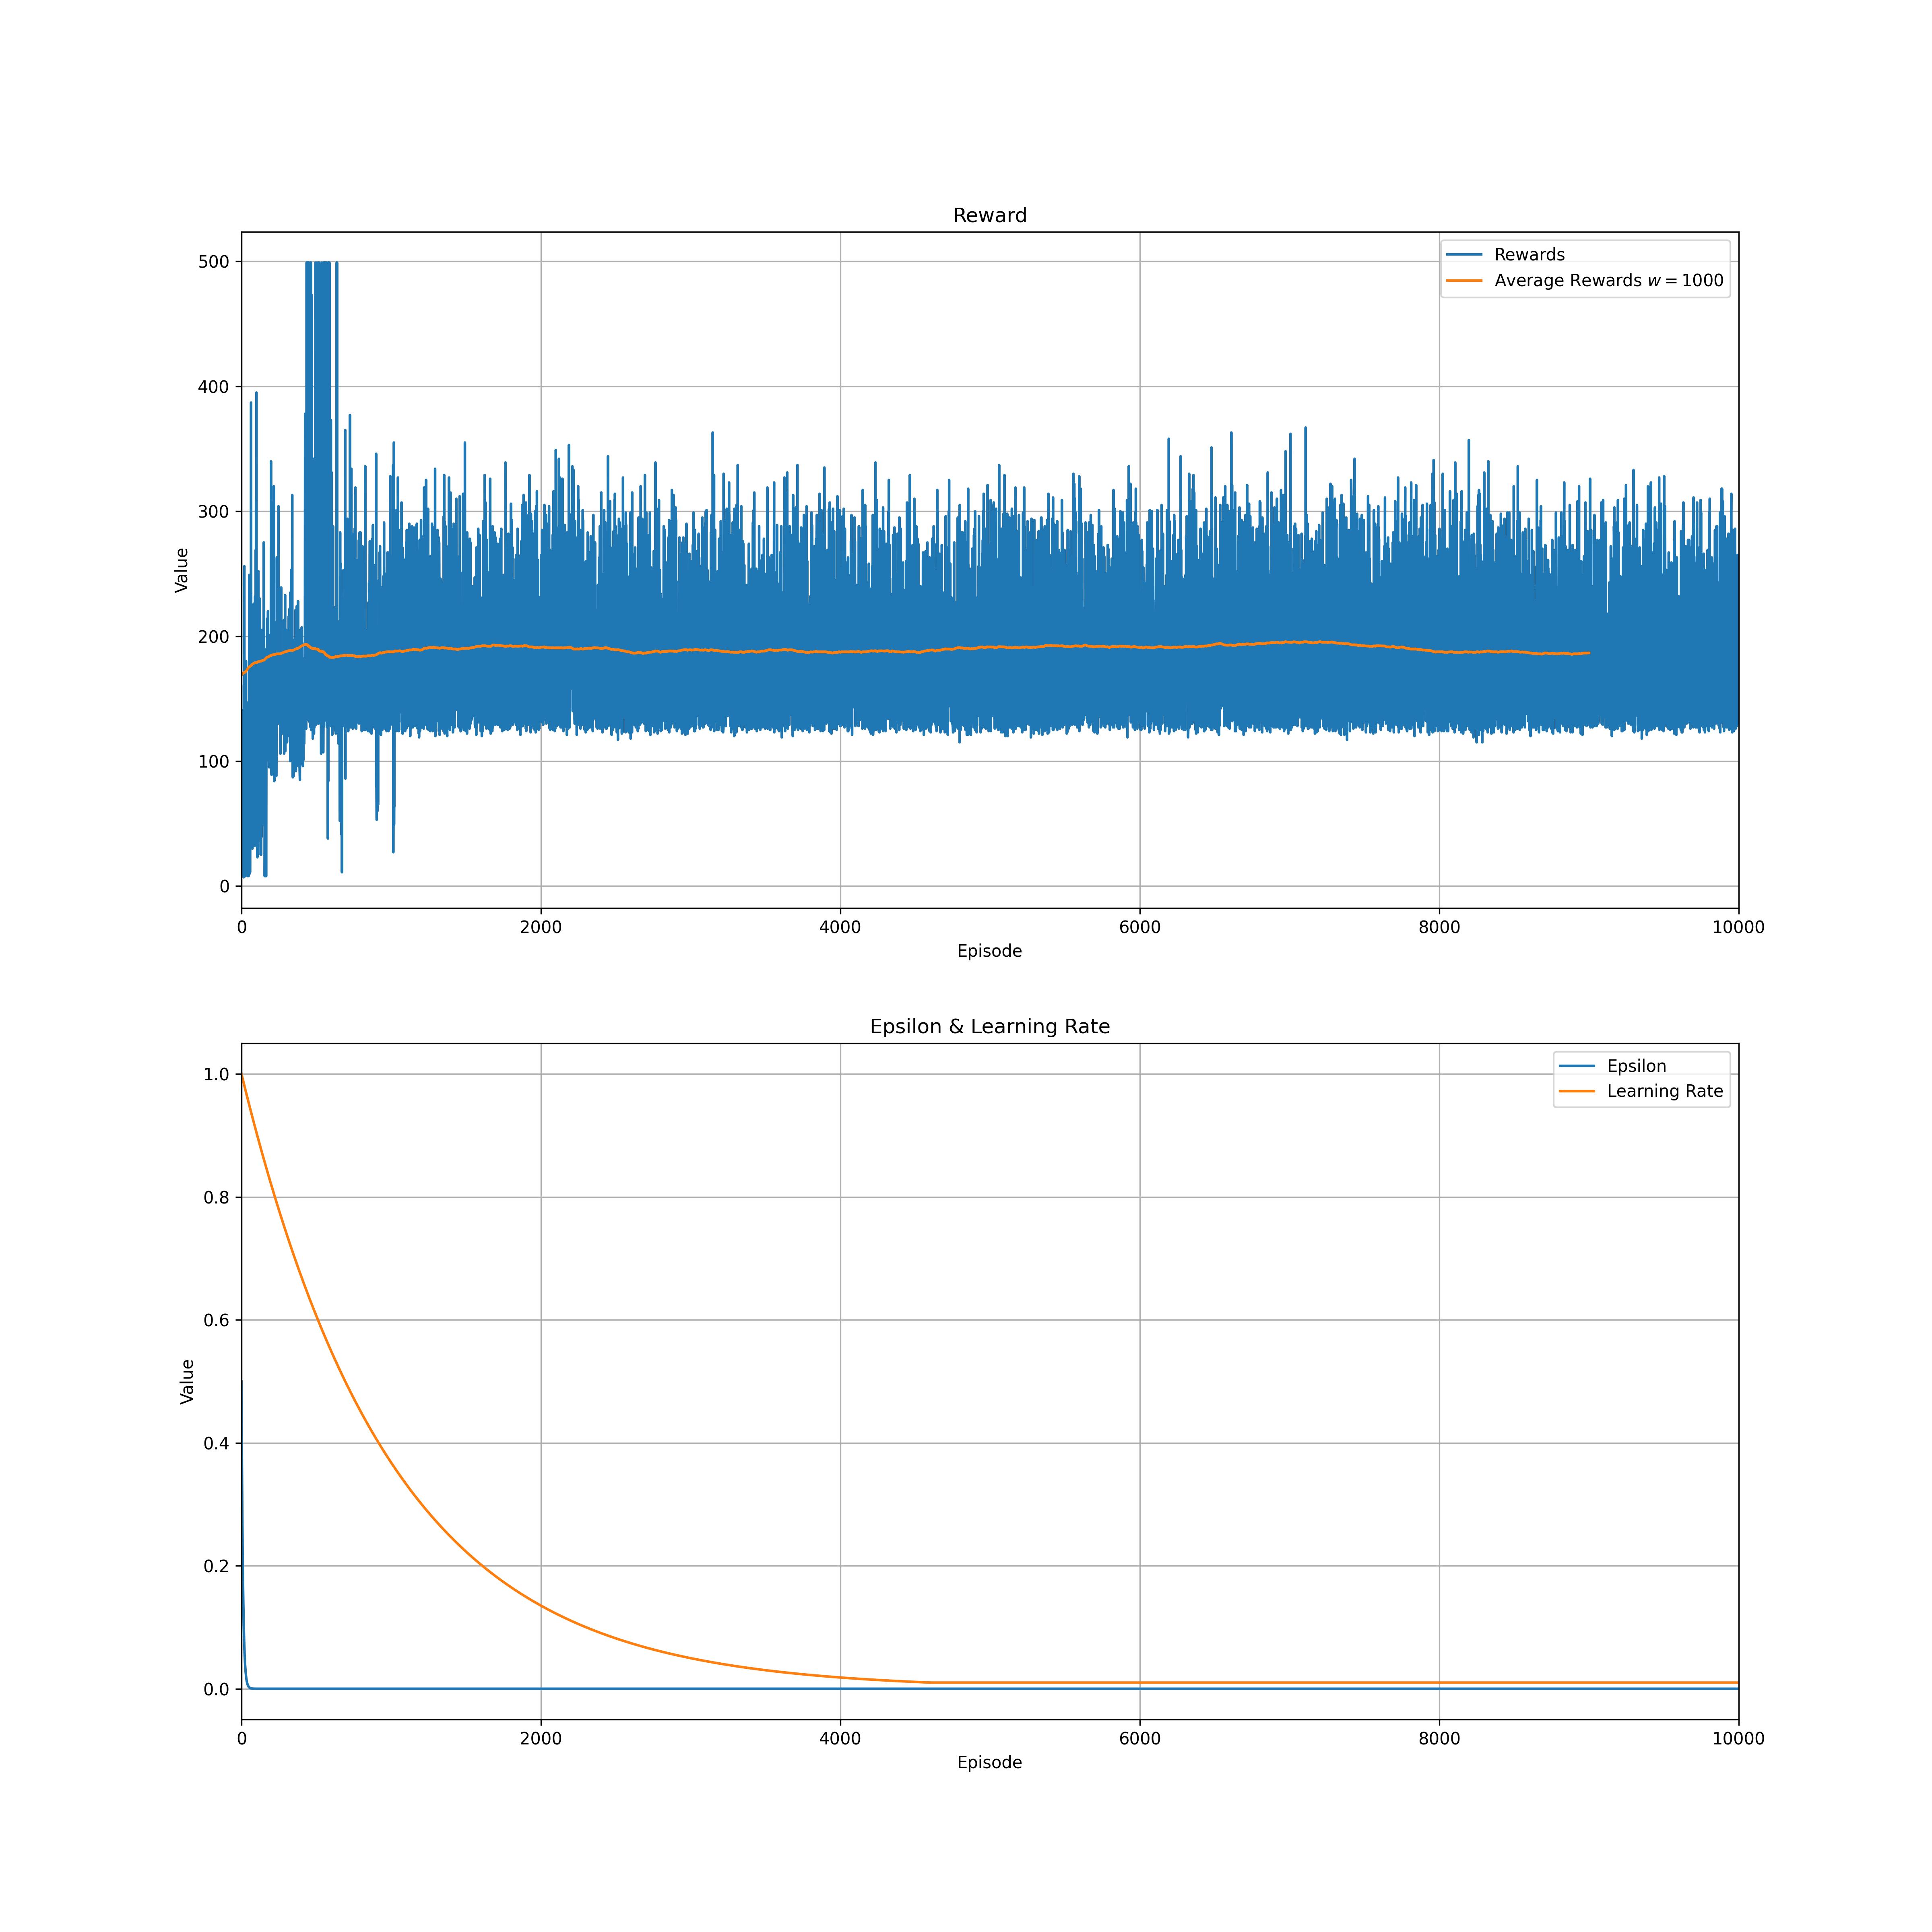 Reward
500
400
300
200
100
0
Value
Rewards
Average Rewards w = 1000
0 2000 4000 6000 8000 10000
Episode
Epsilon & Learning Rate
1.0
0.8
0.6
0.4
0.2
0.0
Value
Epsilon
Learning Rate
0 2000 4000 6000 8000 10000
Episode